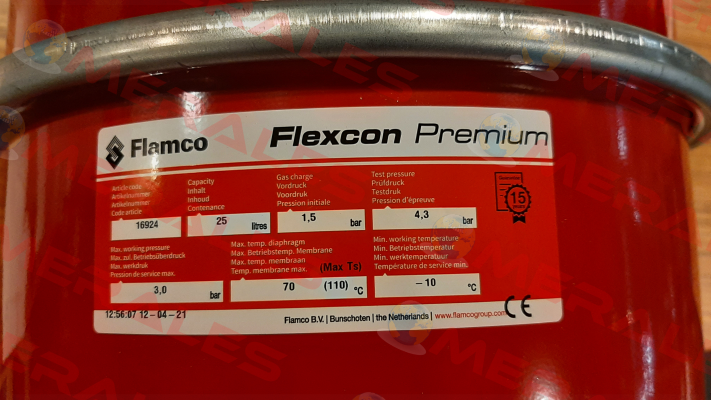 Flamco
Flexcon Premium
Article code
Artikelnummer
Artikelnummer
Code article
16924
Capacity
Inhalt
Inhoud
Contenance
25 litres
Gas charge
Vordruck
Voordruk
Pression initiale
1,5 bar
Test pressure
Prüfdruck
Testdruk
Pression d'épreuve
4,3 bar
Guarantee
15
Max. working pressure
Max. zul. Betriebsüberdruck
Max. werkdruk
Pression de service max.
3,0 bar
Max. temp. diaphragm
Max. Betriebstemp. Membrane
Max. temp. membraan
Temp. membrane max. (Max Ts)
70 (110) °C
Min. working temperature
Min. Betriebstemperatur
Min. werktemperatuur
Température de service min.
–10 °C
12:56:07 12-04-21
Flamco B.V. | Bunschoten | the Netherlands | www.flamcogroup.com
CE
OMERALES